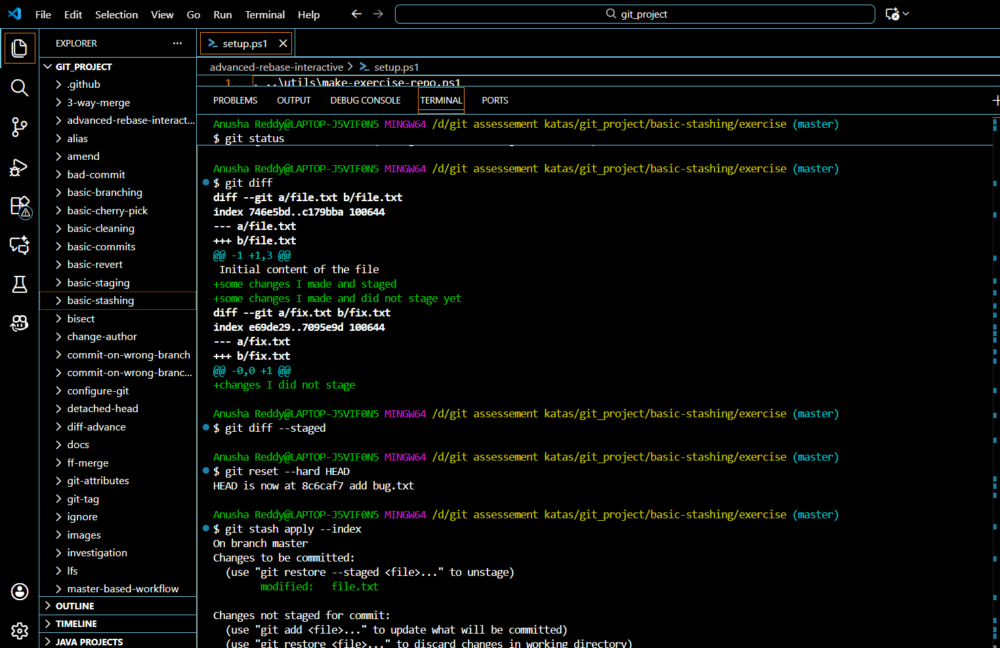 File Edit Selection View Go Run Terminal Help
git_project
EXPLORER
setup.ps1
GIT_PROJECT
advanced-rebase-interactive > setup.ps1
.github
3-way-merge
advanced-rebase-interact...
alias
amend
bad-commit
basic-branching
basic-cherry-pick
basic-cleaning
basic-commits
basic-revert
basic-staging
basic-stashing
bisect
change-author
commit-on-wrong-branch
commit-on-wrong-branc...
configure-git
detached-head
diff-advance
docs
ff-merge
git-attributes
git-tag
ignore
images
investigation
lfs
master-based-workflow
OUTLINE
TIMELINE
JAVA PROJECTS
1 . ..\utils\make-exercise-repo.ps1
PROBLEMS OUTPUT DEBUG CONSOLE TERMINAL PORTS
Anusha Reddy@LAPTOP-J5VIF0N5 MINGW64 /d/git assessement katas/git_project/basic-stashing/exercise (master)
$ git status
Anusha Reddy@LAPTOP-J5VIF0N5 MINGW64 /d/git assessement katas/git_project/basic-stashing/exercise (master)
$ git diff
diff --git a/file.txt b/file.txt
index 746e5bd..c179bba 100644
--- a/file.txt
+++ b/file.txt
@@ -1 +1,3 @@
Initial content of the file
+some changes I made and staged
+some changes I made and did not stage yet
diff --git a/fix.txt b/fix.txt
index e69de29..7095e9d 100644
--- a/fix.txt
+++ b/fix.txt
@@ -0,0 +1 @@
+changes I did not stage
Anusha Reddy@LAPTOP-J5VIF0N5 MINGW64 /d/git assessement katas/git_project/basic-stashing/exercise (master)
$ git diff --staged
Anusha Reddy@LAPTOP-J5VIF0N5 MINGW64 /d/git assessement katas/git_project/basic-stashing/exercise (master)
$ git reset --hard HEAD
HEAD is now at 8c6caf7 add bug.txt
Anusha Reddy@LAPTOP-J5VIF0N5 MINGW64 /d/git assessement katas/git_project/basic-stashing/exercise (master)
$ git stash apply --index
On branch master
Changes to be committed:
(use "git restore --staged <file>..." to unstage)
modified: file.txt
Changes not staged for commit:
(use "git add <file>..." to update what will be committed)
(use "git restore <file>..." to discard changes in working directory)